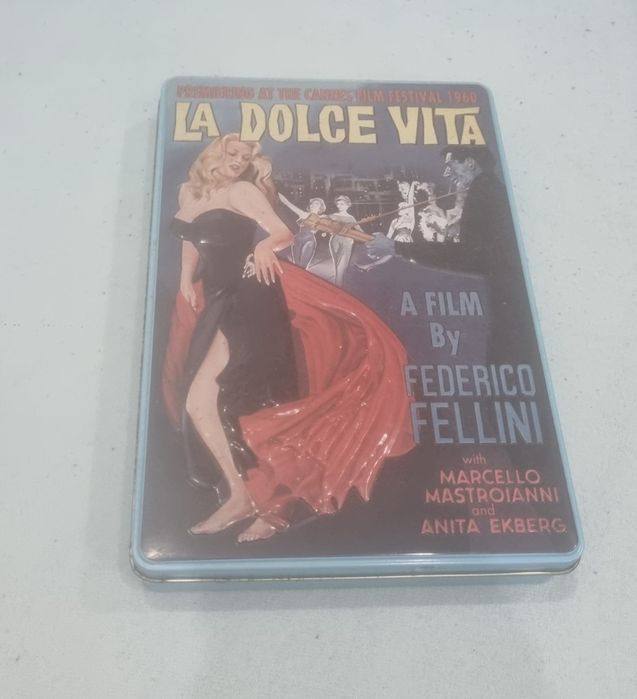 PREMIERING AT THE CANNES FILM FESTIVAL 1960
LA DOLCE VITA
A FILM
By
FEDERICO
FELLINI
with
MARCELLO
MASTROIANNI
and
ANITA EKBERG